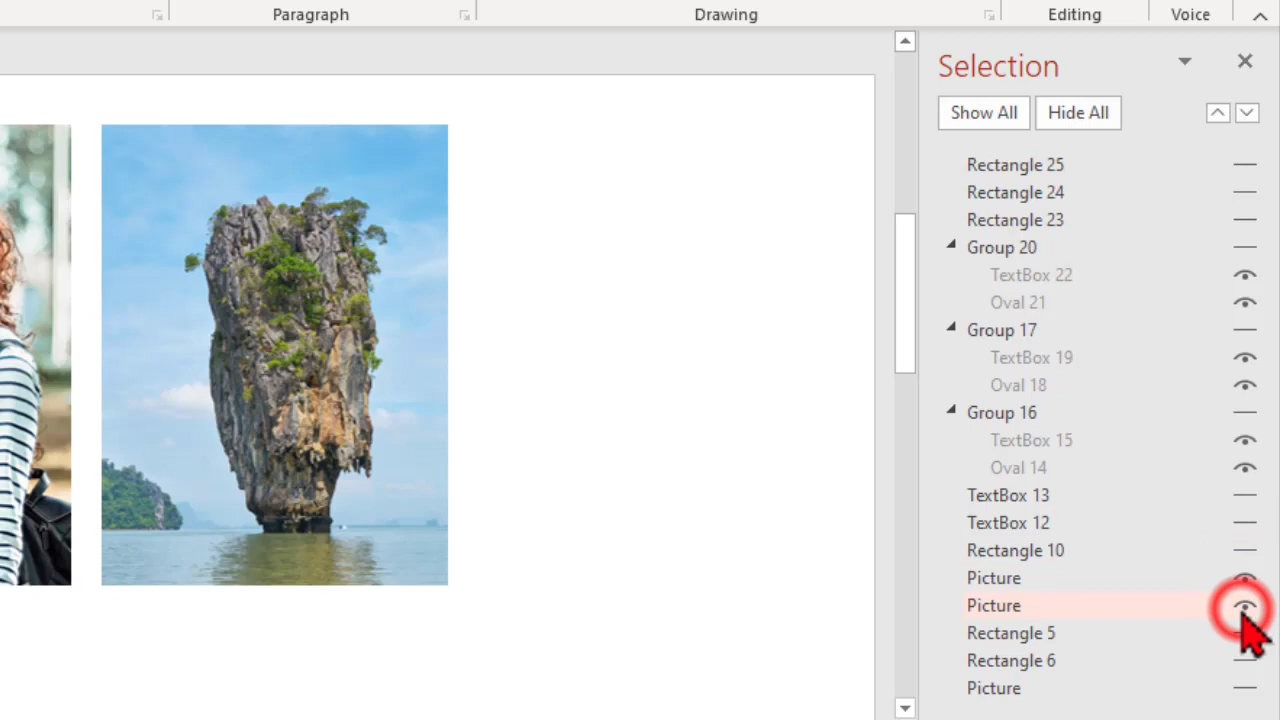 Paragraph Drawing Editing Voice
Selection
Show All Hide All
Rectangle 25
Rectangle 24
Rectangle 23
Group 20
TextBox 22
Oval 21
Group 17
TextBox 19
Oval 18
Group 16
TextBox 15
Oval 14
TextBox 13
TextBox 12
Rectangle 10
Picture
Picture
Rectangle 5
Rectangle 6
Picture